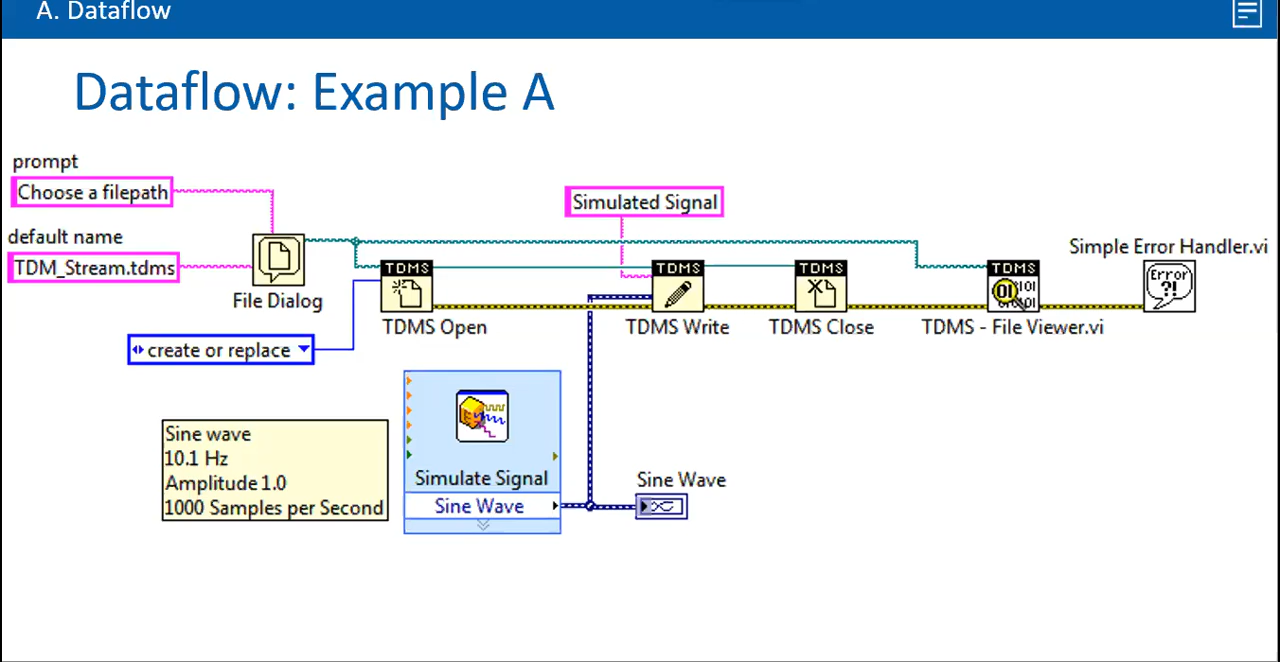 A. Dataflow
Dataflow: Example A
prompt
Choose a filepath
default name
TDM_Stream.tdms
File Dialog
create or replace
TDMS
TDMS Open
Simulated Signal
TDMS
TDMS Write
TDMS
TDMS Close
TDMS
TDMS - File Viewer.vi
Simple Error Handler.vi
Error
?!
Sine wave
10.1 Hz
Amplitude 1.0
1000 Samples per Second
Simulate Signal
Sine Wave
Sine Wave